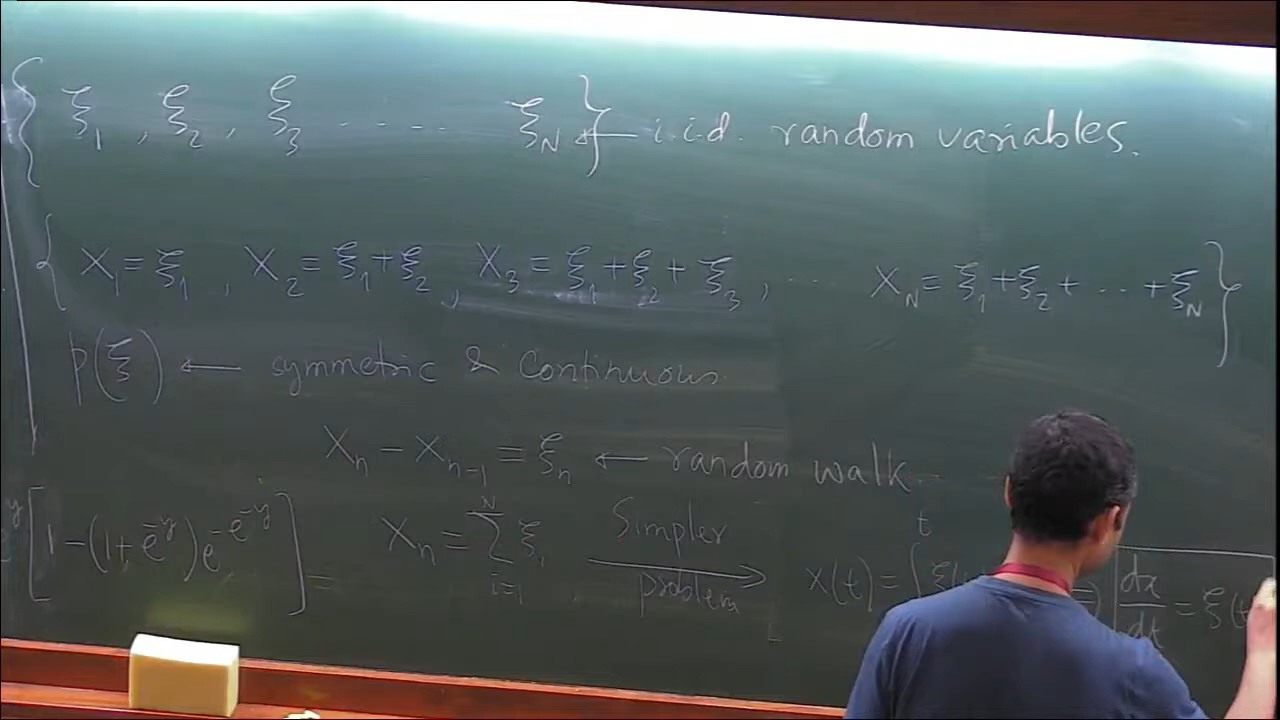 { ξ₁, ξ₂, ξ₃ ..... ξ_N } ← i.i.d. random variables.
{ X₁ = ξ₁, X₂ = ξ₁ + ξ₂, X₃ = ξ₁ + ξ₂ + ξ₃, ... X_N = ξ₁ + ξ₂ + ... + ξ_N }
p(ξ) ← symmetric & Continuous.
X_n - X_{n-1} = ξ_n ← random walk.
[1 - (1 + e^{-y}) e^{-e^{-y}}] =
X_n = \sum_{i=1}^{N} ξ_i Simpler problem → x(t) = ∫^t ξ( dx/dt = ξ(t